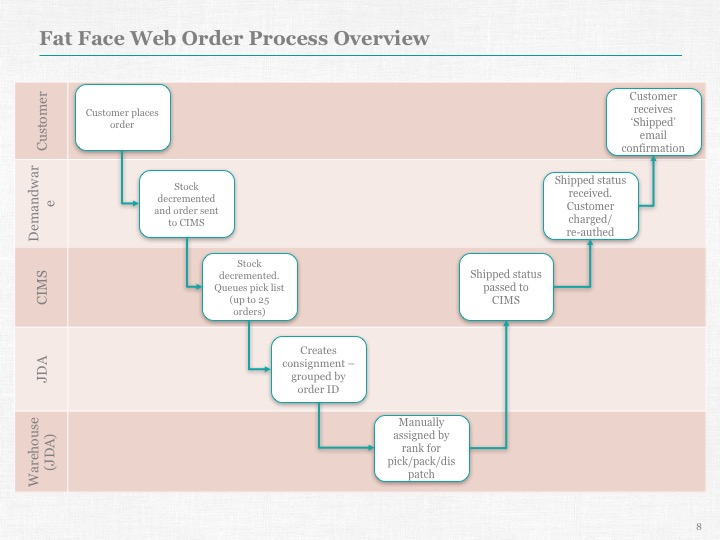 Fat Face Web Order Process Overview
Customer
Customer places
order
Customer
receives
‘Shipped’
email
confirmation
Demandwar
e
Stock
decremented
and order sent
to CIMS
Shipped status
received.
Customer
charged/
re-authed
CIMS
Stock
decremented.
Queues pick list
(up to 25
orders)
Shipped status
passed to
CIMS
JDA
Creates
consignment –
grouped by
order ID
Warehouse
(JDA)
Manually
assigned by
rank for
pick/pack/dis
patch
8